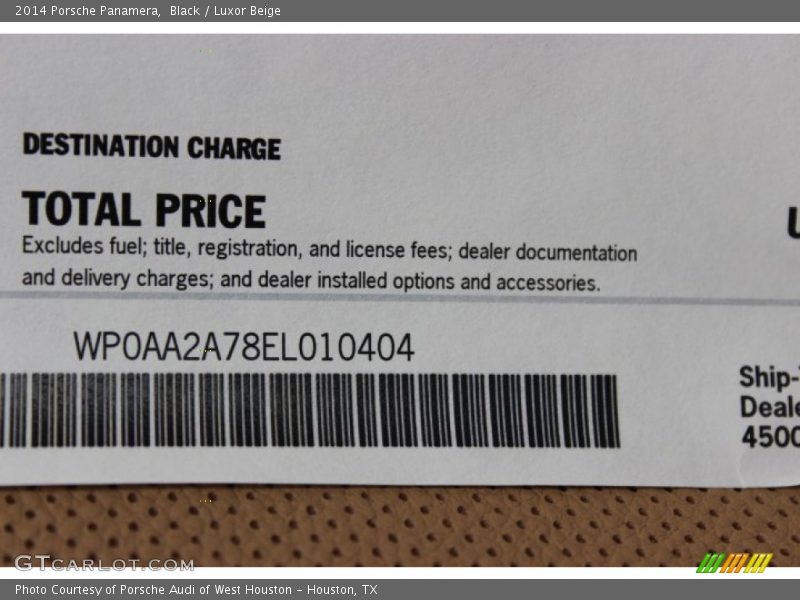 2014 Porsche Panamera, Black / Luxor Beige
DESTINATION CHARGE
TOTAL PRICE
Excludes fuel; title, registration, and license fees; dealer documentation
and delivery charges; and dealer installed options and accessories.
WP0AA2A78EL010404
Ship-
Deale
4500
GTCARLOT.COM
Photo Courtesy of Porsche Audi of West Houston – Houston, TX